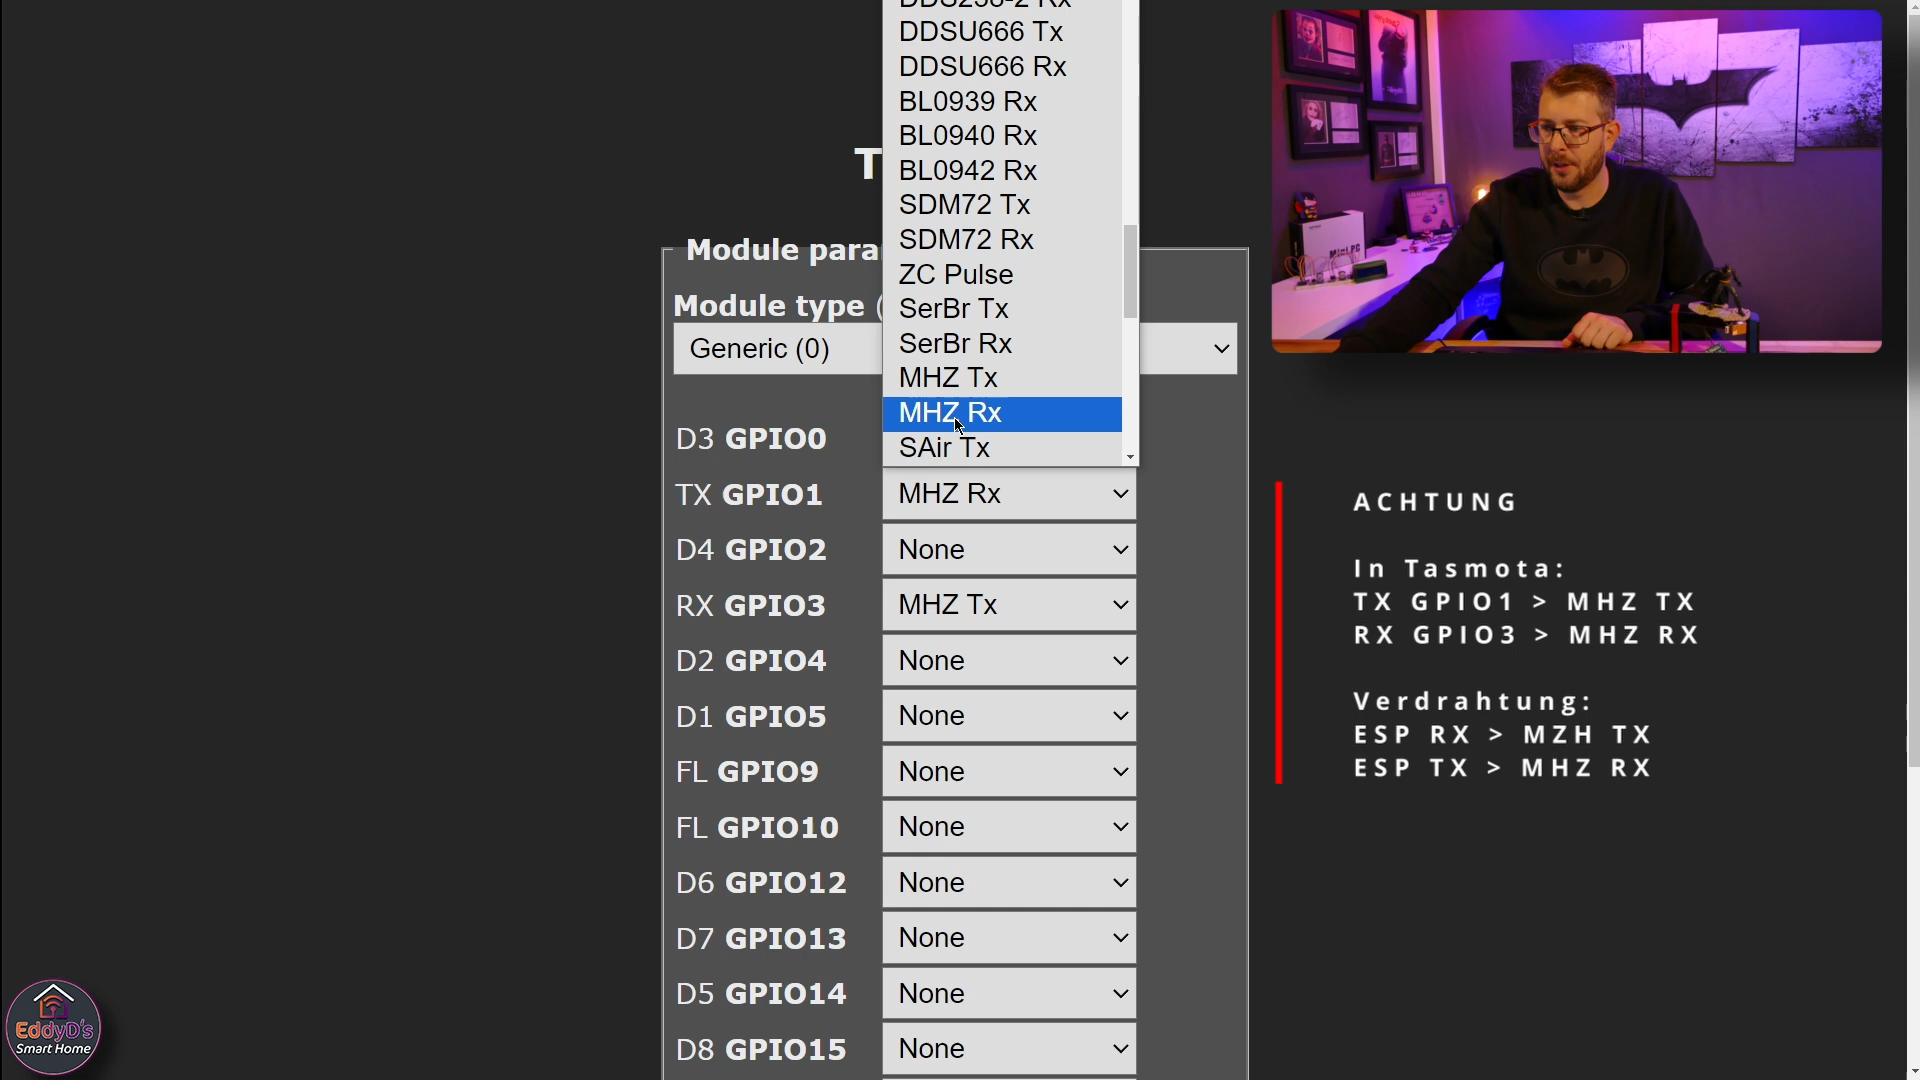 DDSU666 Tx
DDSU666 Rx
BL0939 Rx
BL0940 Rx
BL0942 Rx
SDM72 Tx
SDM72 Rx
ZC Pulse
SerBr Tx
SerBr Rx
MHZ Tx
MHZ Rx
SAir Tx
T
Module para
Module type (
Generic (0)
D3 GPIO0
TX GPIO1 MHZ Rx
D4 GPIO2 None
RX GPIO3 MHZ Tx
D2 GPIO4 None
D1 GPIO5 None
FL GPIO9 None
FL GPIO10 None
D6 GPIO12 None
D7 GPIO13 None
D5 GPIO14 None
D8 GPIO15 None
ACHTUNG
In Tasmota:
TX GPIO1 > MHZ TX
RX GPIO3 > MHZ RX
Verdrahtung:
ESP RX > MZH TX
ESP TX > MHZ RX
EddyD's
Smart Home